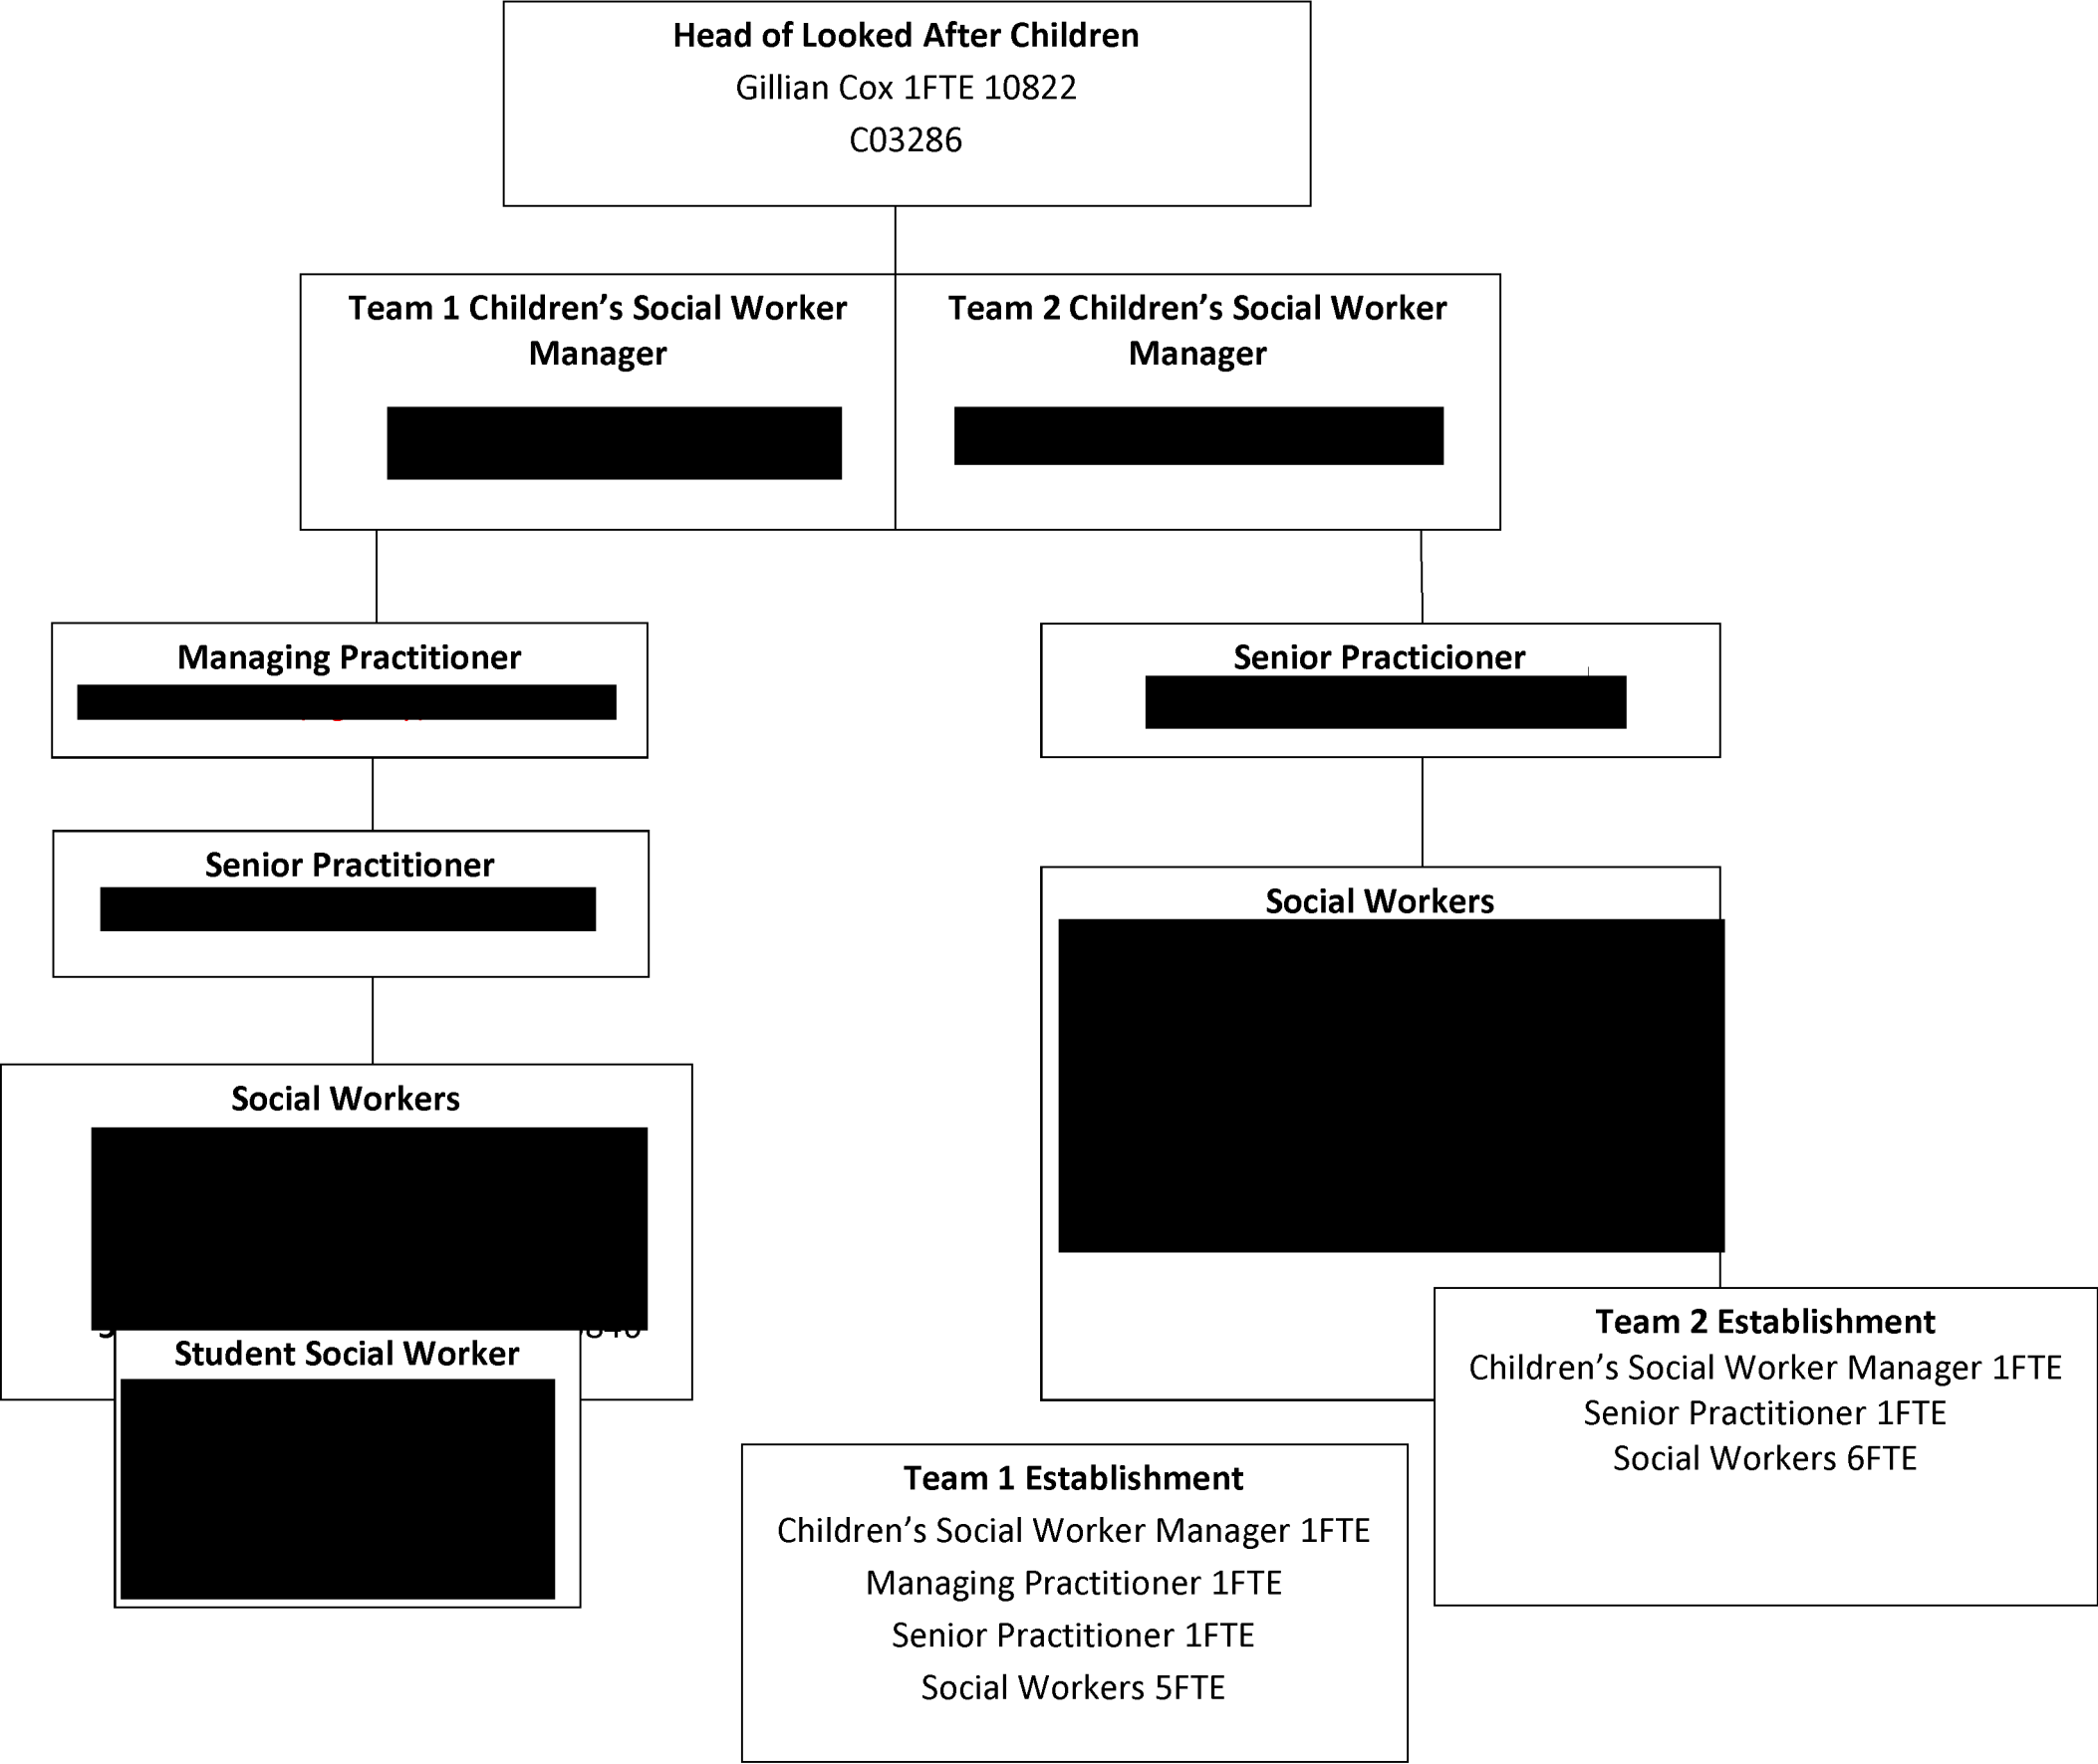 Head of Looked After Children
Gillian Cox 1FTE 10822
C03286
Team 1 Children’s Social Worker
Manager
Team 2 Children’s Social Worker
Manager
Managing Practitioner
Senior Practicioner
Senior Practitioner
Social Workers
Social Workers
Student Social Worker
Team 2 Establishment
Children’s Social Worker Manager 1FTE
Senior Practitioner 1FTE
Social Workers 6FTE
Team 1 Establishment
Children’s Social Worker Manager 1FTE
Managing Practitioner 1FTE
Senior Practitioner 1FTE
Social Workers 5FTE